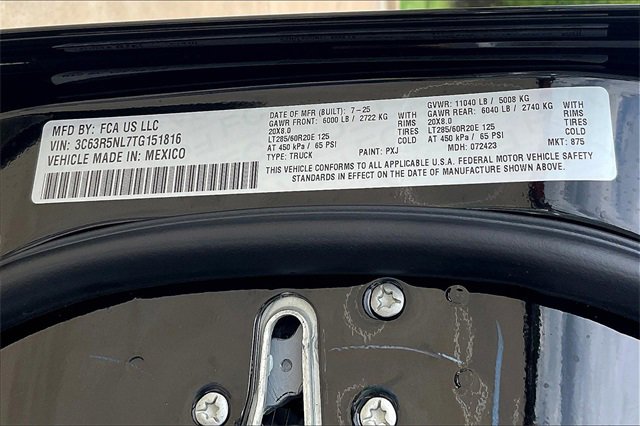 MFD BY: FCA US LLC
VIN: 3C63R5NL7TG151816
VEHICLE MADE IN: MEXICO
DATE OF MFR (BUILT): 7-25
GAWR FRONT: 6000 LB / 2722 KG WITH
20X8.0 RIMS
LT285/60R20E 125 TIRES
AT 450 kPa / 65 PSI COLD
TYPE: TRUCK PAINT: PXJ
GVWR: 11040 LB / 5008 KG
GAWR REAR: 6040 LB / 2740 KG WITH
20X8.0 RIMS
LT285/60R20E 125 TIRES
AT 450 kPa / 65 PSI COLD
MDH: 072423 MKT: 875
THIS VEHICLE CONFORMS TO ALL APPLICABLE U.S.A. FEDERAL MOTOR VEHICLE SAFETY
STANDARDS IN EFFECT ON THE DATE OF MANUFACTURE SHOWN ABOVE.